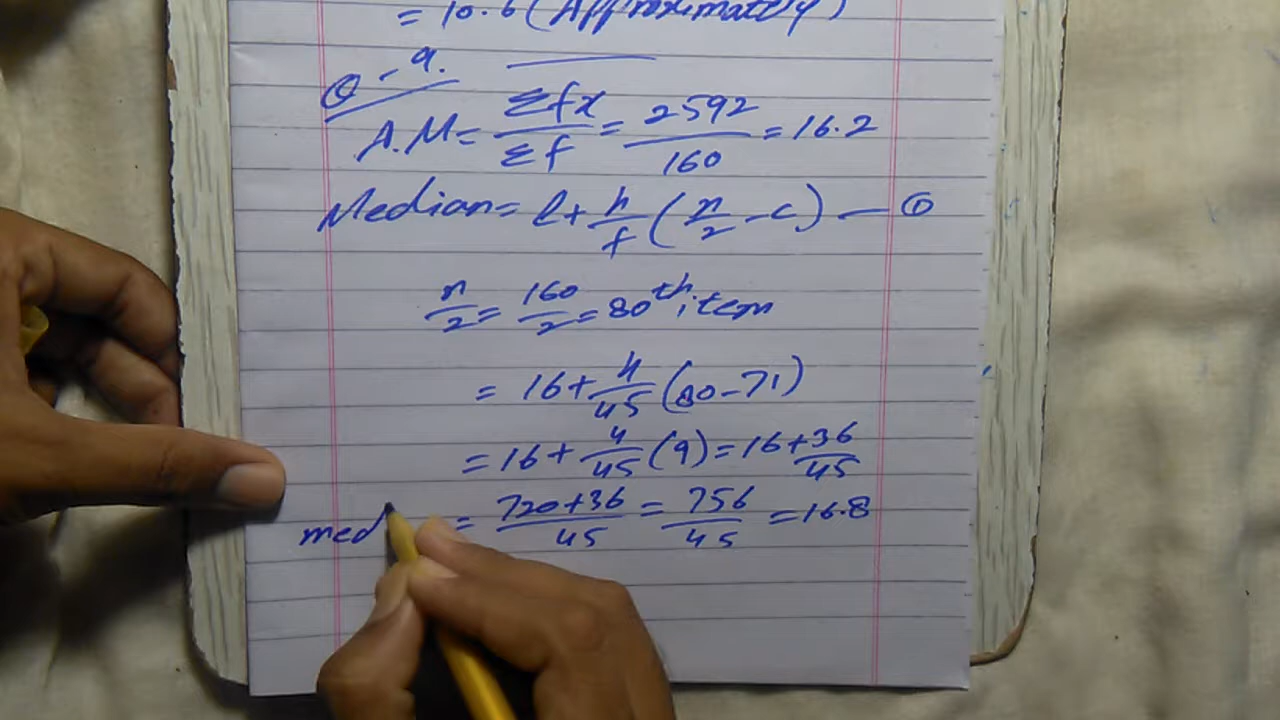 = 10.6 (Approximately)
Q - 9.
A.M = Σfx / Σf = 2592 / 160 = 16.2
Median = l + h/f (n/2 - c) — ①
n/2 = 160/2 = 80th item
= 16 + 4/45 (80 - 71)
= 16 + 4/45 (9) = 16 + 36/45
med = 720+36 / 45 = 756 / 45 = 16.8